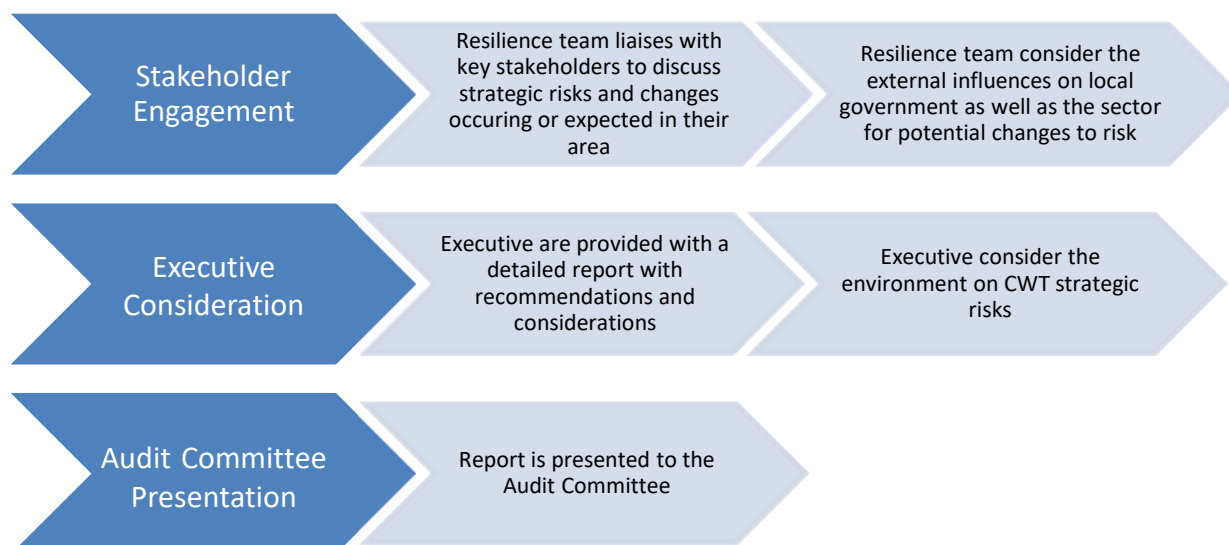 Stakeholder
Engagement
Resilience team liaises with
key stakeholders to discuss
strategic risks and changes
occuring or expected in their
area
Resilience team consider the
external influences on local
government as well as the sector
for potential changes to risk
Executive
Consideration
Executive are provided with a
detailed report with
recommendations and
considerations
Executive consider the
environment on CWT strategic
risks
Audit Committee
Presentation
Report is presented to the
Audit Committee